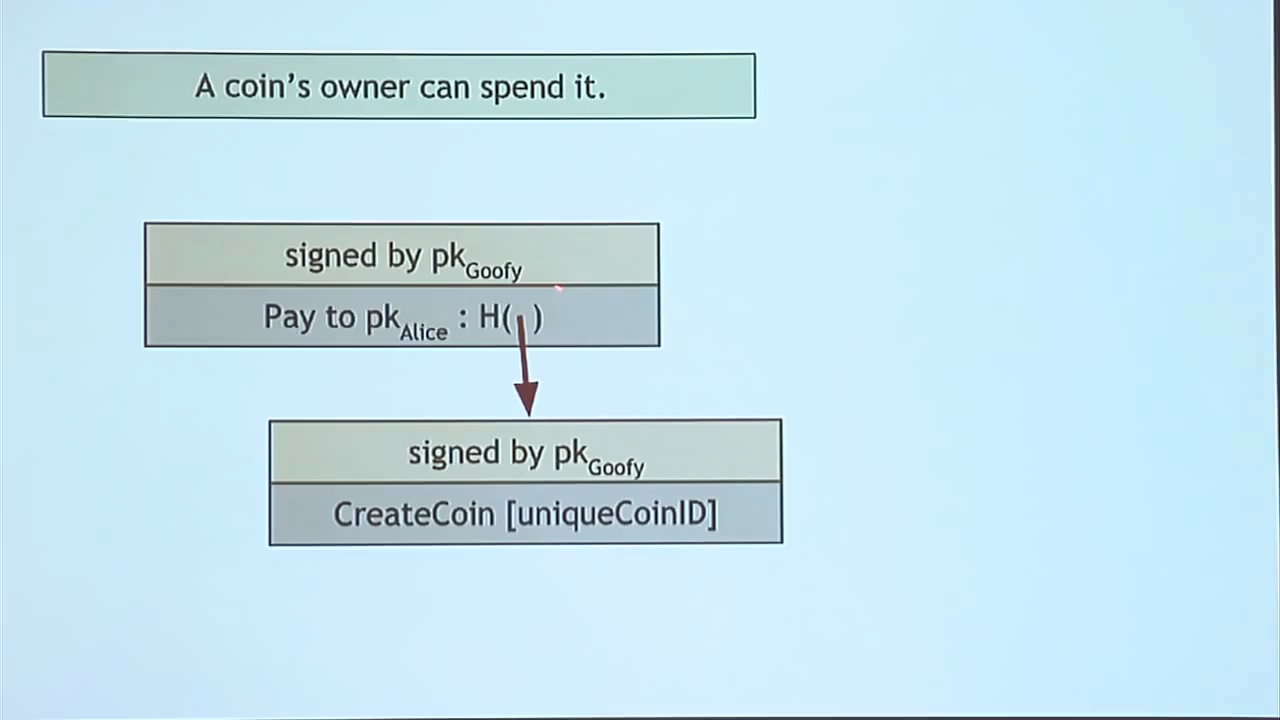 A coin's owner can spend it.
signed by pkGoofy
Pay to pkAlice : H( )
signed by pkGoofy
CreateCoin [uniqueCoinID]